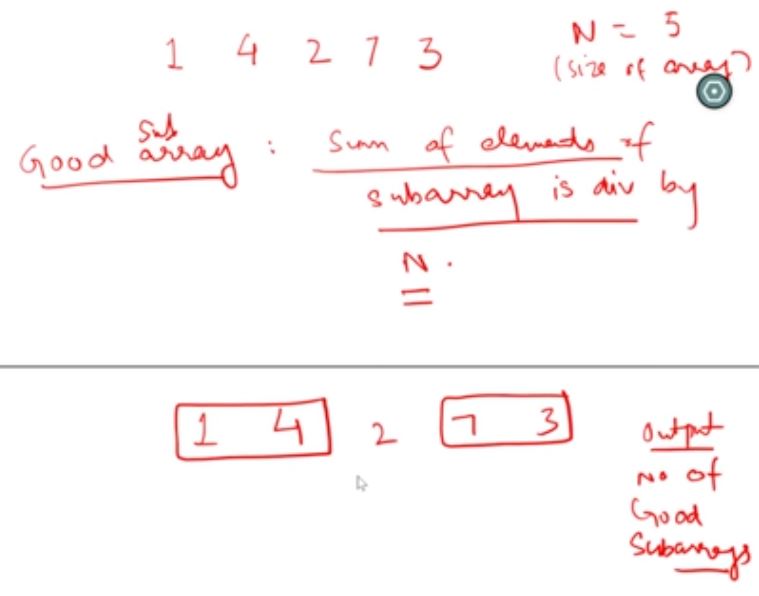 1 4 2 7 3
N = 5
(size of array)
Good sub array : Sum of elements of
subarray is div by
N.
1 4 2 7 3
Output
No of
Good
Subarrays